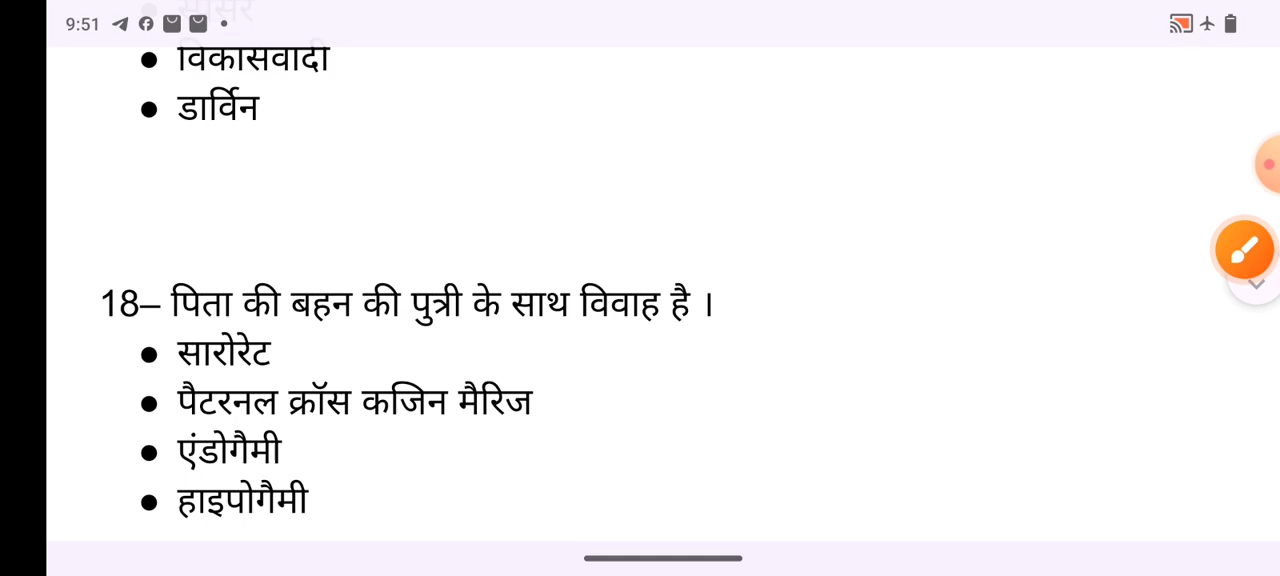 9:51
विकासवादी
डार्विन
18– पिता की बहन की पुत्री के साथ विवाह है ।
सारोरेट
पैटरनल क्रॉस कजिन मैरिज
एंडोगैमी
हाइपोगैमी